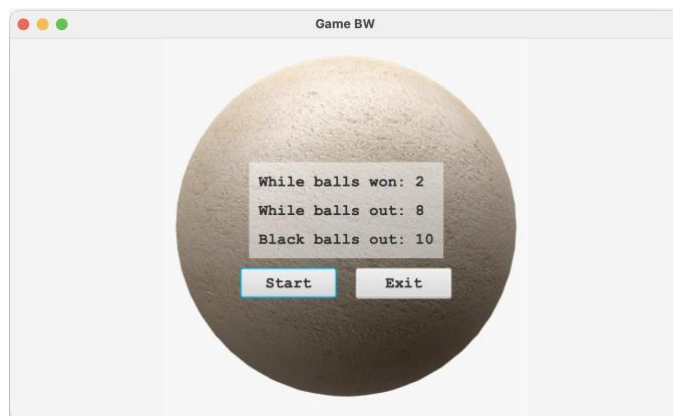 Game BW
While balls won: 2
While balls out: 8
Black balls out: 10
Start Exit